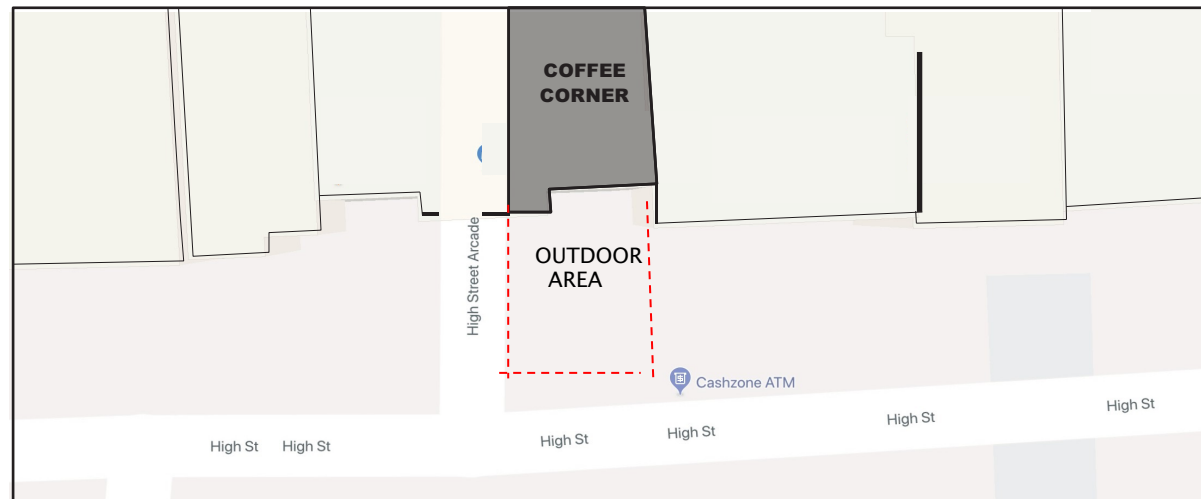 COFFEE
CORNER
High Street Arcade
OUTDOOR
AREA
Cashzone ATM
High St
High St
High St
High St
High St
High St